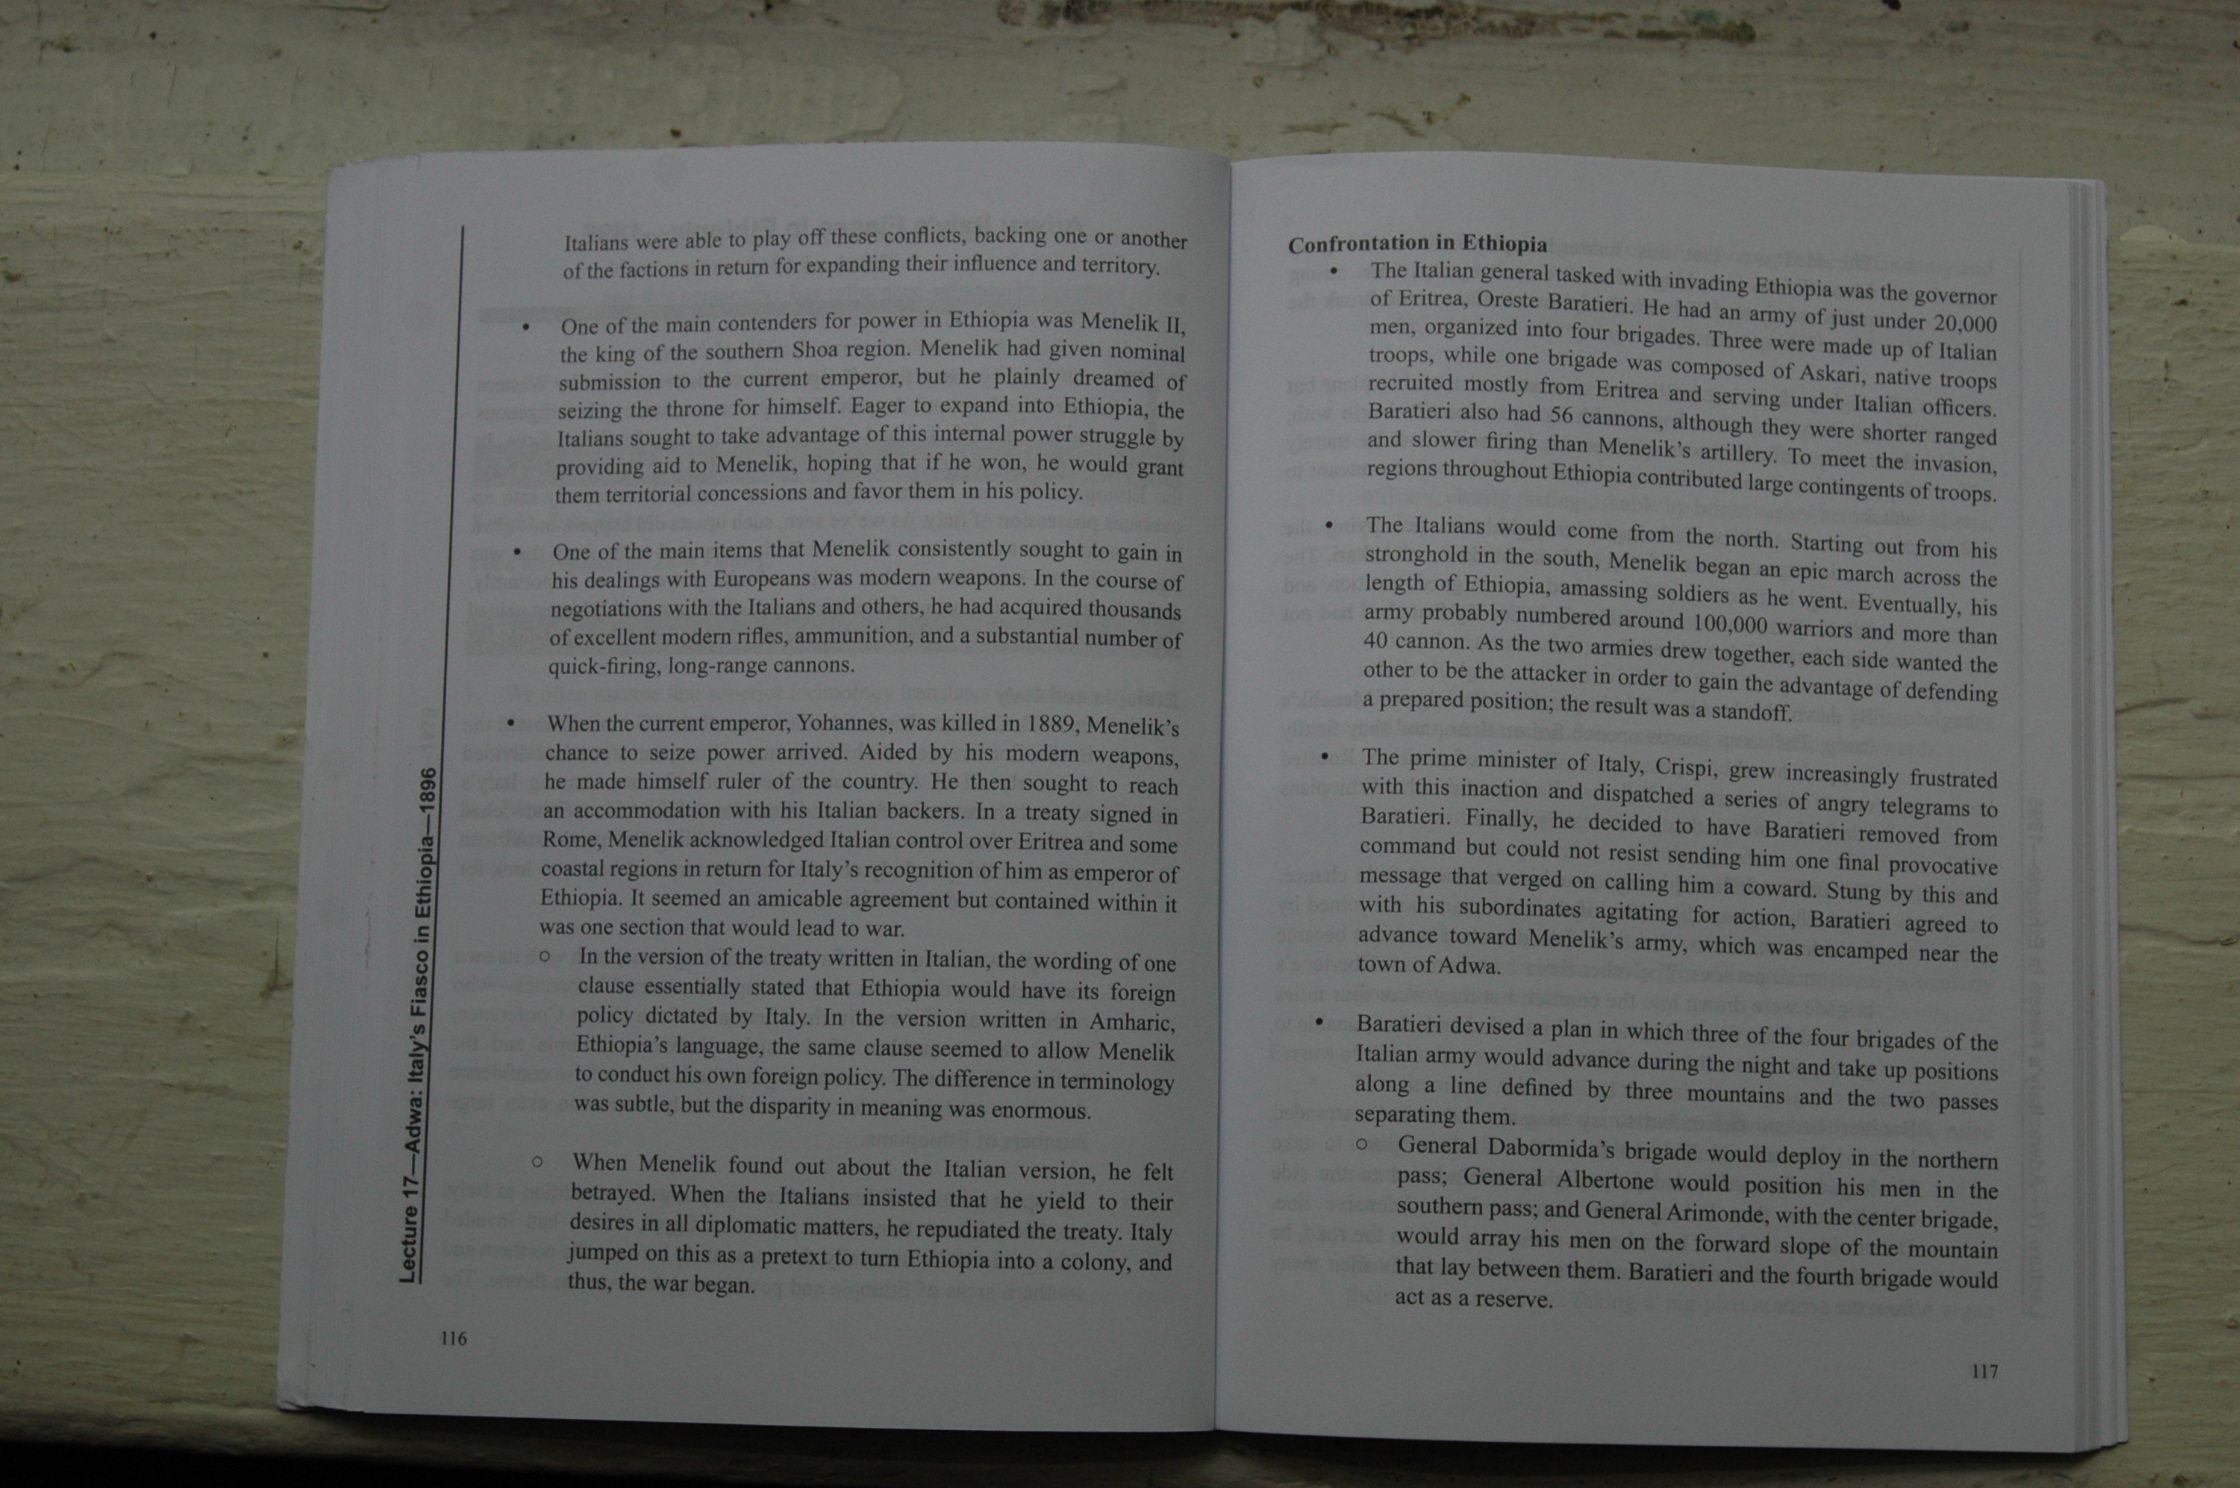 Italians were able to play off these conflicts, backing one or another
of the factions in return for expanding their influence and territory.
• One of the main contenders for power in Ethiopia was Menelik II,
the king of the southern Shoa region. Menelik had given nominal
submission to the current emperor, but he plainly dreamed of
seizing the throne for himself. Eager to expand into Ethiopia, the
Italians sought to take advantage of this internal power struggle by
providing aid to Menelik, hoping that if he won, he would grant
them territorial concessions and favor them in his policy.
• One of the main items that Menelik consistently sought to gain in
his dealings with Europeans was modern weapons. In the course of
negotiations with the Italians and others, he had acquired thousands
of excellent modern rifles, ammunition, and a substantial number of
quick-firing, long-range cannons.
• When the current emperor, Yohannes, was killed in 1889, Menelik's
chance to seize power arrived. Aided by his modern weapons,
he made himself ruler of the country. He then sought to reach
an accommodation with his Italian backers. In a treaty signed in
Rome, Menelik acknowledged Italian control over Eritrea and some
coastal regions in return for Italy's recognition of him as emperor of
Ethiopia. It seemed an amicable agreement but contained within it
was one section that would lead to war.
○ In the version of the treaty written in Italian, the wording of one
clause essentially stated that Ethiopia would have its foreign
policy dictated by Italy. In the version written in Amharic,
Ethiopia's language, the same clause seemed to allow Menelik
to conduct his own foreign policy. The difference in terminology
was subtle, but the disparity in meaning was enormous.
○ When Menelik found out about the Italian version, he felt
betrayed. When the Italians insisted that he yield to their
desires in all diplomatic matters, he repudiated the treaty. Italy
jumped on this as a pretext to turn Ethiopia into a colony, and
thus, the war began.
Lecture 17—Adwa: Italy's Fiasco in Ethiopia—1896
116
Confrontation in Ethiopia
• The Italian general tasked with invading Ethiopia was the governor
of Eritrea, Oreste Baratieri. He had an army of just under 20,000
men, organized into four brigades. Three were made up of Italian
troops, while one brigade was composed of Askari, native troops
recruited mostly from Eritrea and serving under Italian officers.
Baratieri also had 56 cannons, although they were shorter ranged
and slower firing than Menelik's artillery. To meet the invasion,
regions throughout Ethiopia contributed large contingents of troops.
• The Italians would come from the north. Starting out from his
stronghold in the south, Menelik began an epic march across the
length of Ethiopia, amassing soldiers as he went. Eventually, his
army probably numbered around 100,000 warriors and more than
40 cannon. As the two armies drew together, each side wanted the
other to be the attacker in order to gain the advantage of defending
a prepared position; the result was a standoff.
• The prime minister of Italy, Crispi, grew increasingly frustrated
with this inaction and dispatched a series of angry telegrams to
Baratieri. Finally, he decided to have Baratieri removed from
command but could not resist sending him one final provocative
message that verged on calling him a coward. Stung by this and
with his subordinates agitating for action, Baratieri agreed to
advance toward Menelik's army, which was encamped near the
town of Adwa.
• Baratieri devised a plan in which three of the four brigades of the
Italian army would advance during the night and take up positions
along a line defined by three mountains and the two passes
separating them.
○ General Dabormida's brigade would deploy in the northern
pass; General Albertone would position his men in the
southern pass; and General Arimonde, with the center brigade,
would array his men on the forward slope of the mountain
that lay between them. Baratieri and the fourth brigade would
act as a reserve.
117